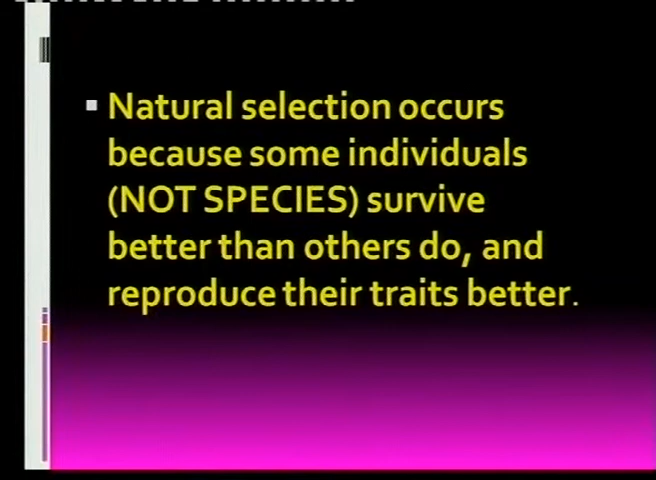 Natural selection occurs
because some individuals
(NOT SPECIES) survive
better than others do, and
reproduce their traits better.